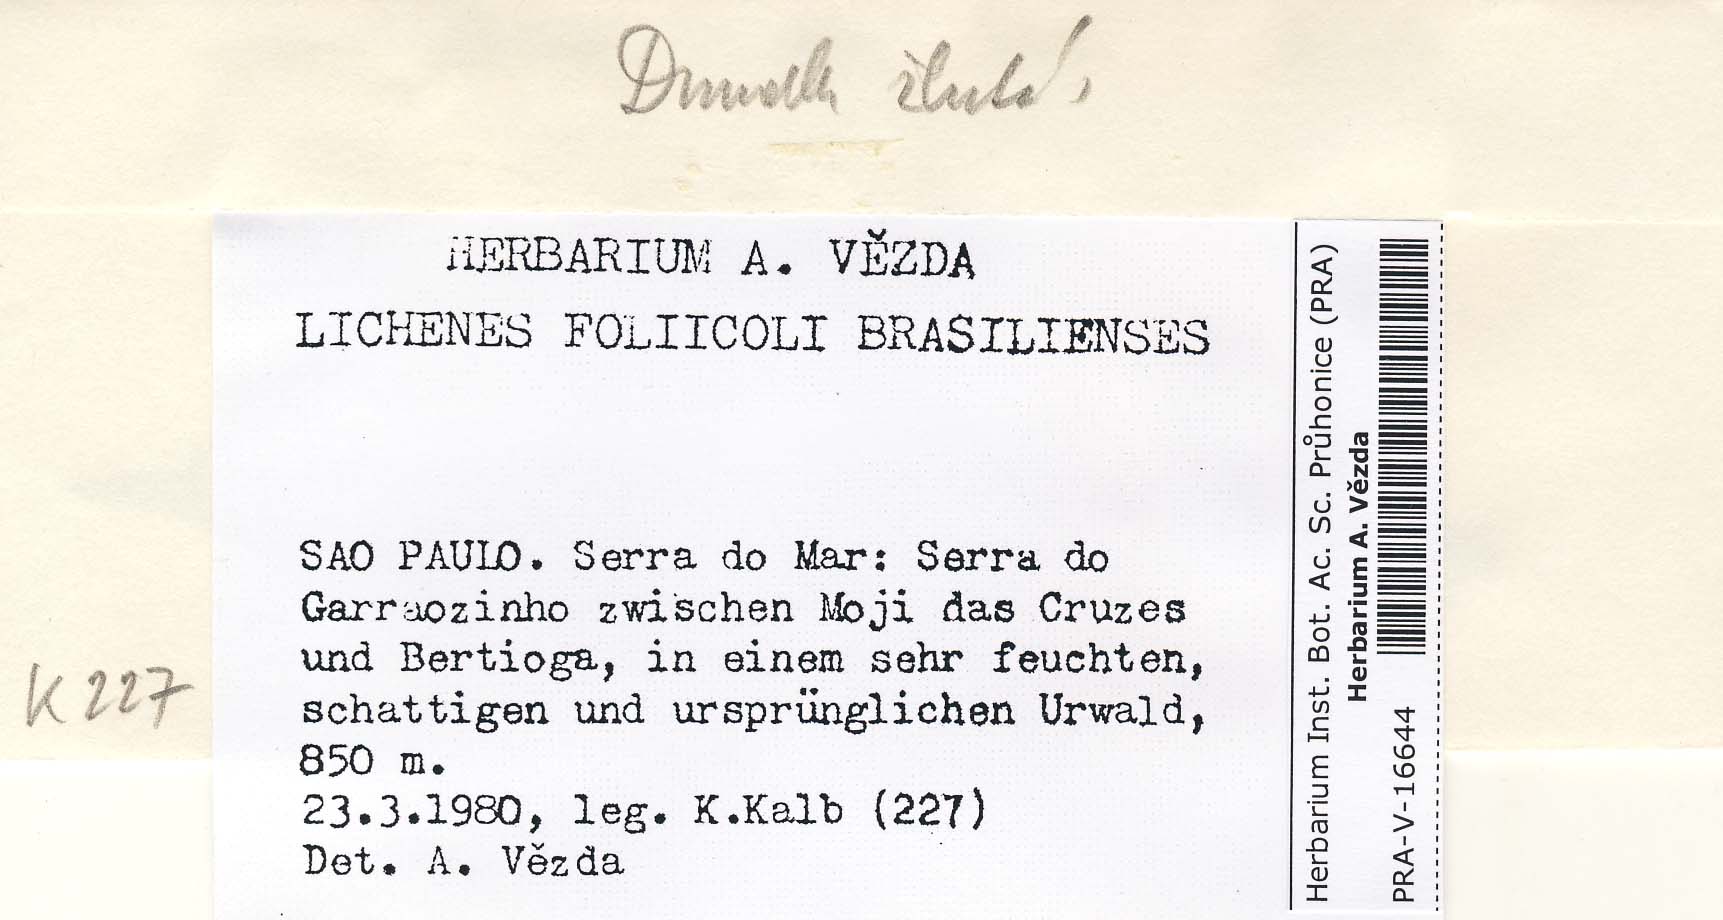 HERBARIUM A. VĚZDA
LICHENES FOLIICOLI BRASILIENSES
SAO PAULO. Serra do Mar: Serra do
Garraozinho zwischen Moji das Cruzes
und Bertioga, in einem sehr feuchten,
schattigen und ursprünglichen Urwald,
850 m.
23.3.1980, leg. K.Kalb (227)
Det. A. Vězda
K 227
Herbarium Inst. Bot. Ac. Sc. Průhonice (PRA)
Herbarium A. Vězda
PRA-V-16644